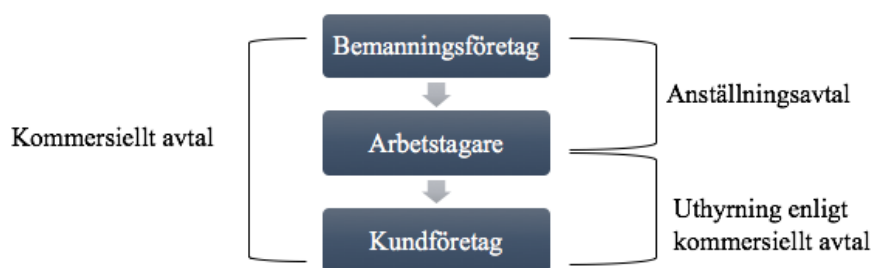 Bemanningsföretag
Anställningsavtal
Kommersiellt avtal
Arbetstagare
Uthyrning enligt
kommersiellt avtal
Kundföretag